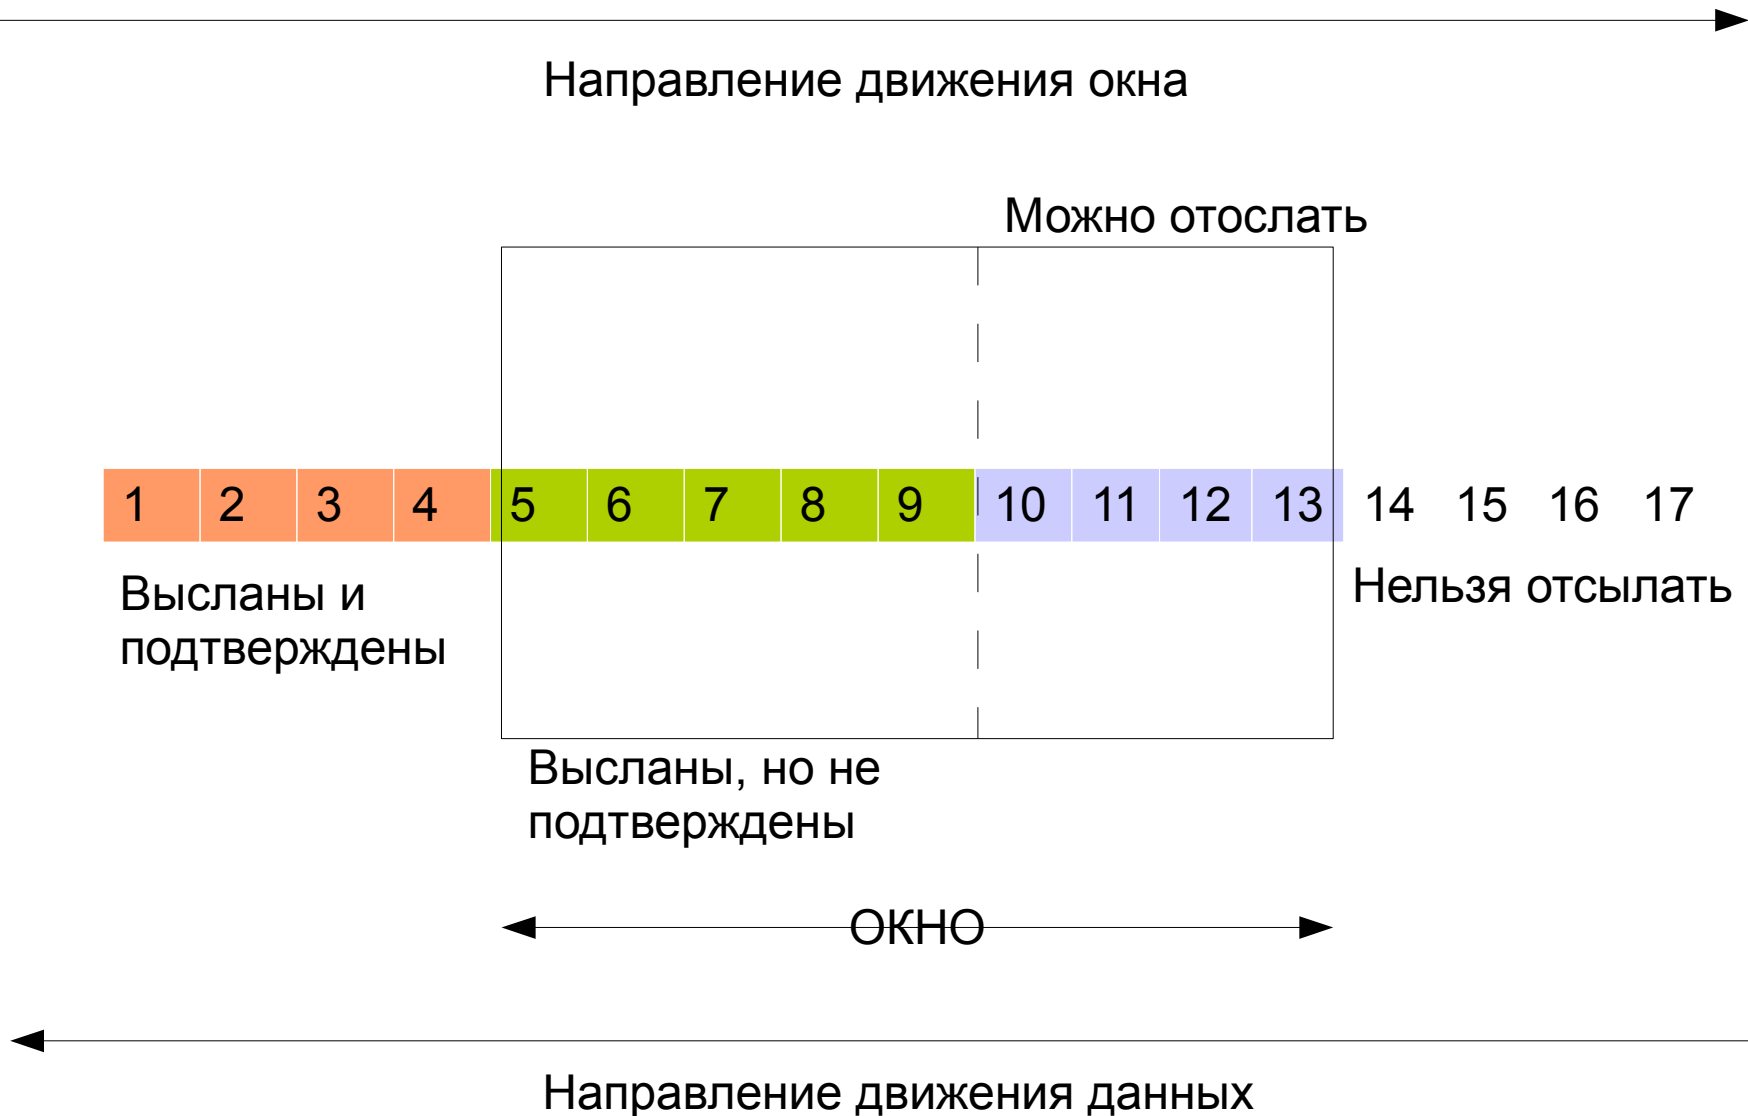 Направление движения окна
Можно отослать
1 2 3 4 5 6 7 8 9 10 11 12 13 14 15 16 17
Высланы и
подтверждены
Нельзя отсылать
Высланы, но не
подтверждены
ОКНО
Направление движения данных